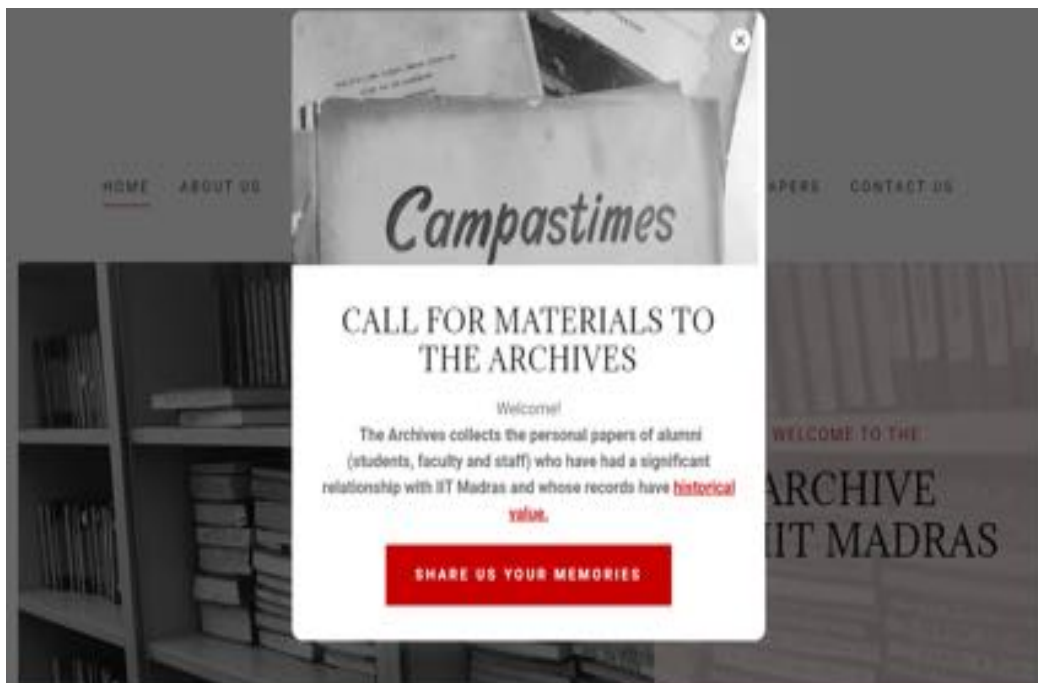 Campastimes
HOME ABOUT US APERS CONTACT US
CALL FOR MATERIALS TO
THE ARCHIVES
Welcome!
The Archives collects the personal papers of alumni
(students, faculty and staff) who have had a significant
relationship with IIT Madras and whose records have historical
value.
SHARE US YOUR MEMORIES
WELCOME TO THE
ARCHIVE
IIT MADRAS